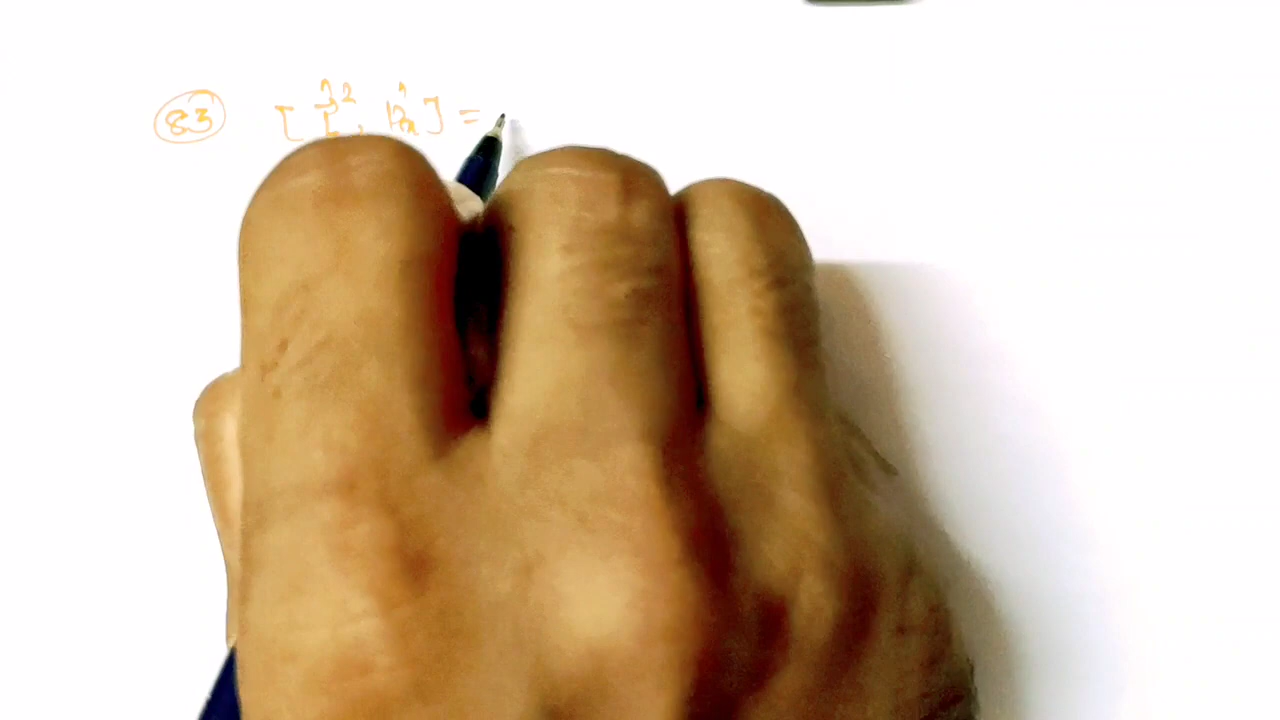 83 [ L̂², p̂ₓ ] =